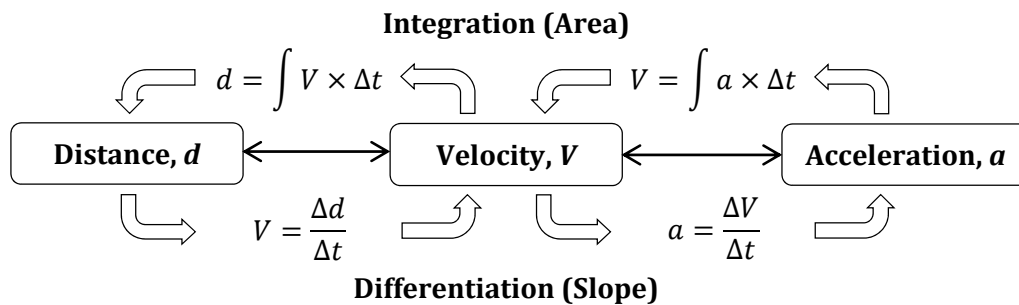 Integration (Area)
d = ∫ V × Δt
V = ∫ a × Δt
Distance, d
Velocity, V
Acceleration, a
V = Δd/Δt
a = ΔV/Δt
Differentiation (Slope)